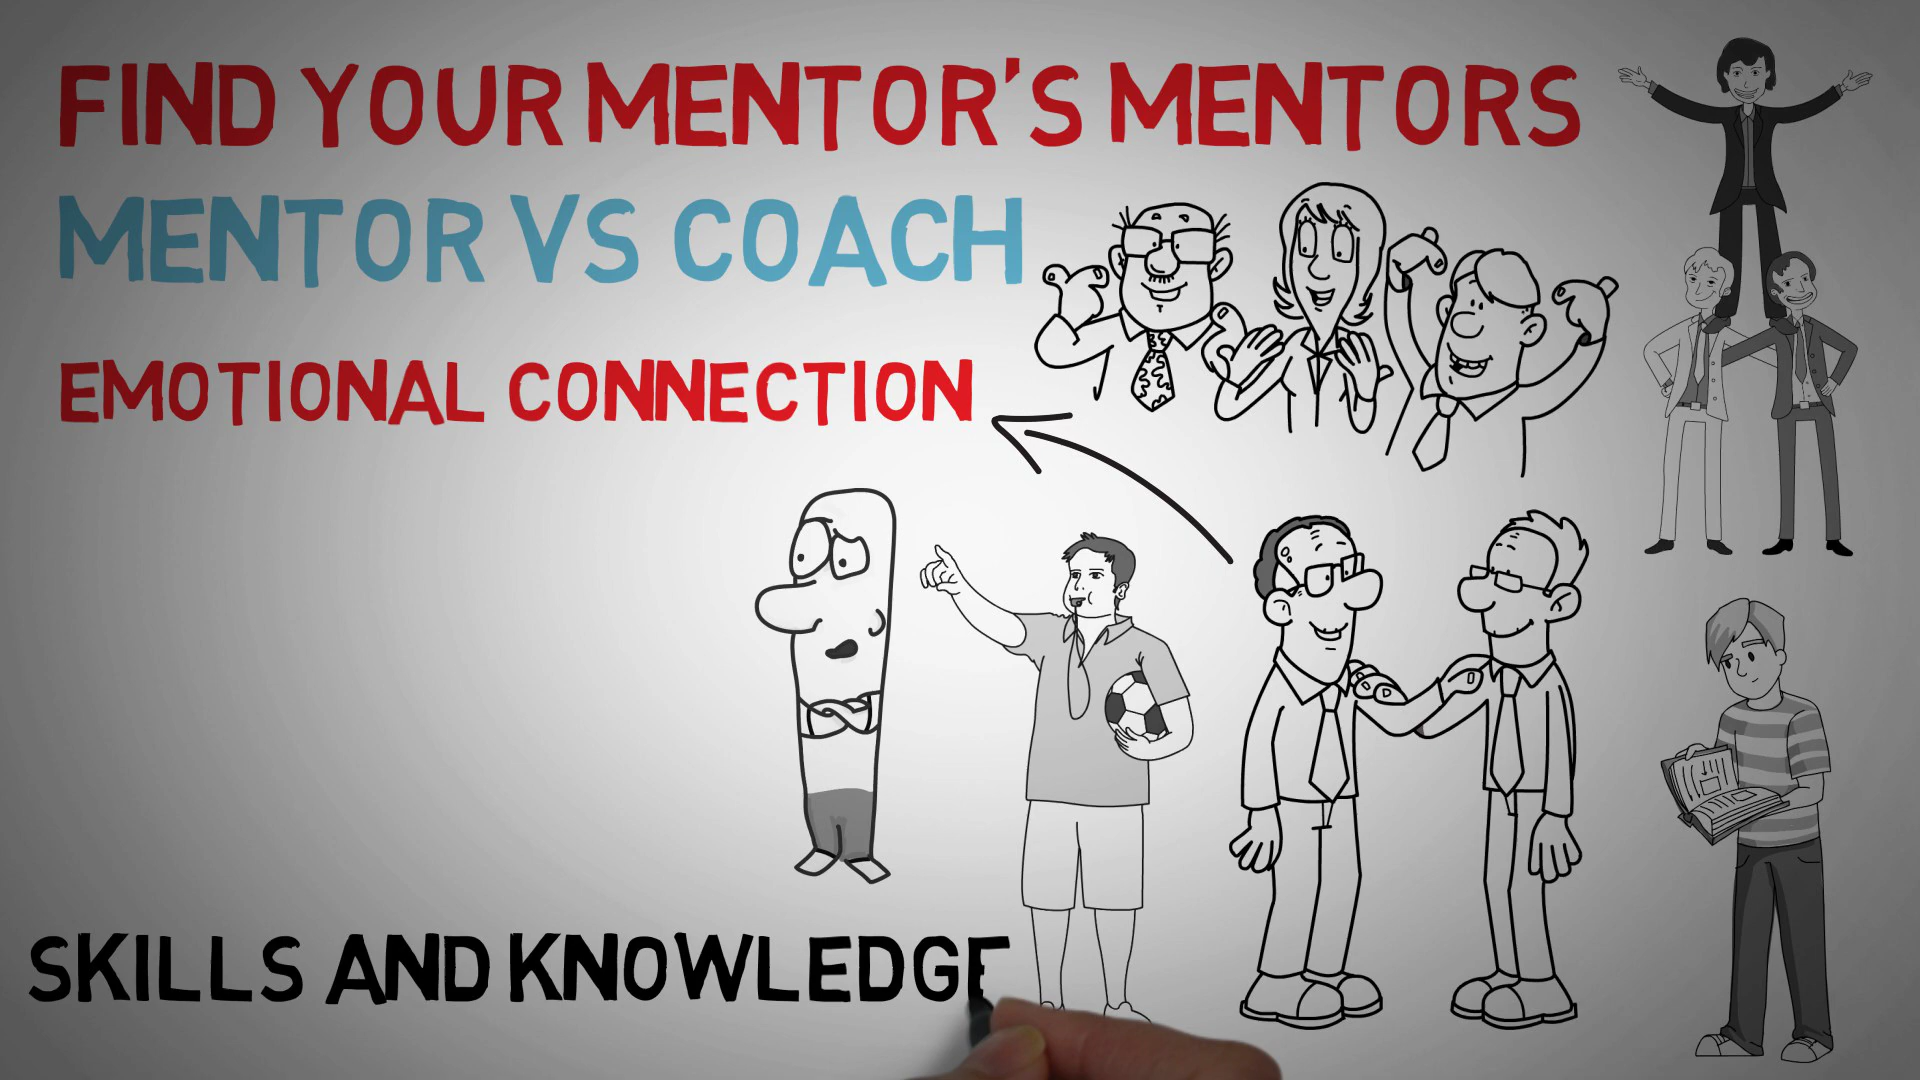 FIND YOUR MENTOR'S MENTORS
MENTOR VS COACH
EMOTIONAL CONNECTION
SKILLS AND KNOWLEDGE